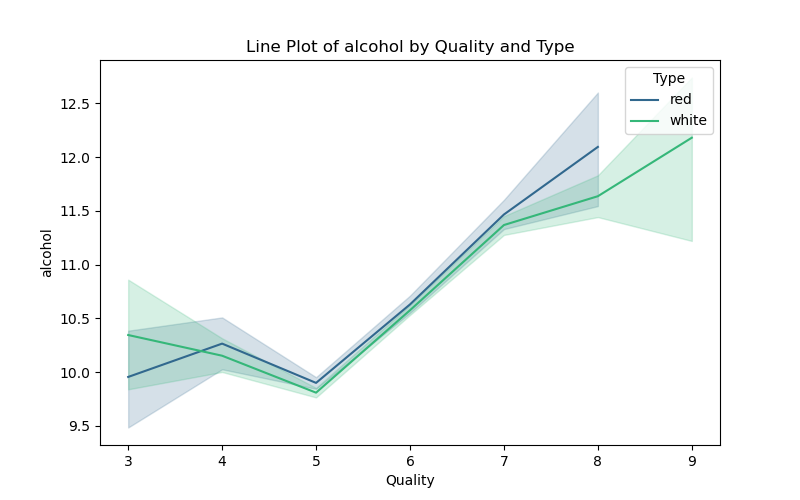 Line Plot of alcohol by Quality and Type
Type
red
white
12.5
12.0
11.5
11.0
10.5
10.0
9.5
alcohol
3 4 5 6 7 8 9
Quality